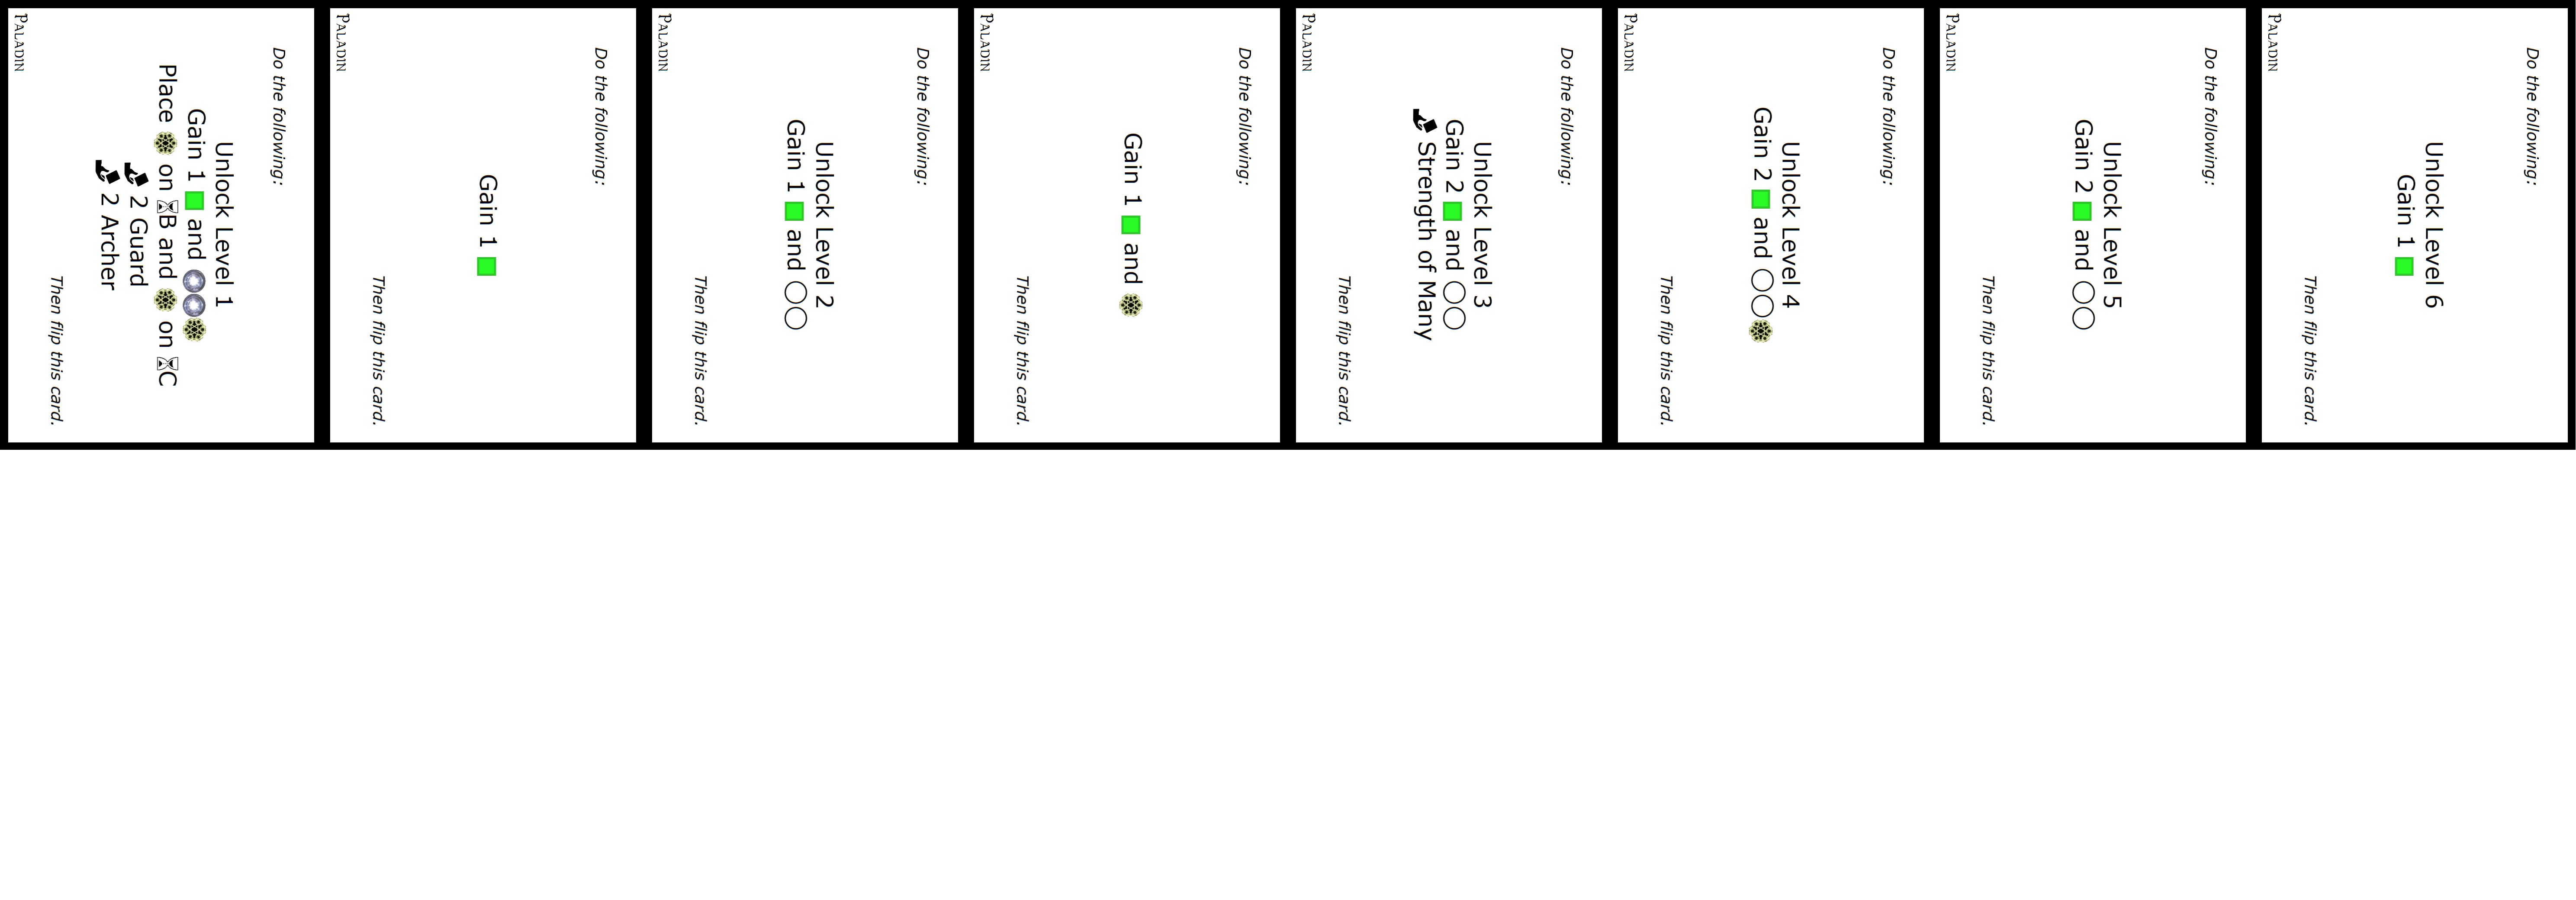 Do the following:
Unlock Level 1
Gain 1 and
Place on B and on C
2 Guard
2 Archer
Then flip this card.
PALADIN
Do the following:
Gain 1
Then flip this card.
PALADIN
Do the following:
Unlock Level 2
Gain 1 and
Then flip this card.
PALADIN
Do the following:
Gain 1 and
Then flip this card.
PALADIN
Do the following:
Unlock Level 3
Gain 2 and
Strength of Many
Then flip this card.
PALADIN
Do the following:
Unlock Level 4
Gain 2 and
Then flip this card.
PALADIN
Do the following:
Unlock Level 5
Gain 2 and
Then flip this card.
PALADIN
Do the following:
Unlock Level 6
Gain 1
Then flip this card.
PALADIN